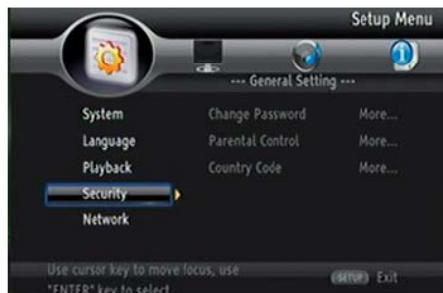 Setup Menu
--- General Setting ---
System
Change Password More...
Language
Parental Control More...
Playback
Country Code More...
Security
Network
Use cursor key to move focus, use
"ENTER" key to select
SETUP Exit